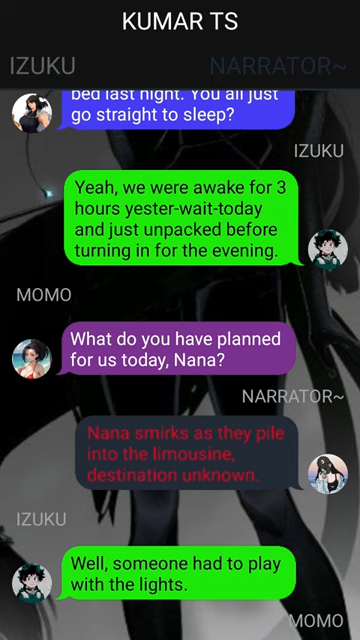 KUMAR TS
IZUKU
NARRATOR~
bed last night. You all just
go straight to sleep?
IZUKU
Yeah, we were awake for 3
hours yester-wait-today
and just unpacked before
turning in for the evening.
MOMO
What do you have planned
for us today, Nana?
NARRATOR~
Nana smirks as they pile
into the limousine,
destination unknown.
IZUKU
Well, someone had to play
with the lights.
MOMO